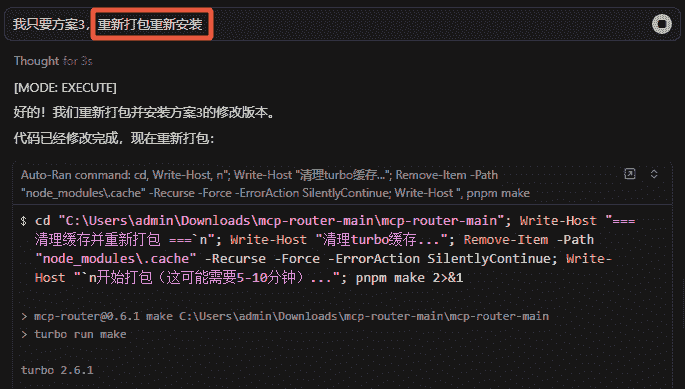 我只要方案3，重新打包重新安装
Thought for 3s
[MODE: EXECUTE]
好的！我们重新打包并安装方案3的修改版本。
代码已经修改完成，现在重新打包：
Auto-Ran command: cd, Write-Host, n"; Write-Host "清理turbo缓存..."; Remove-Item -Path
"node_modules\.cache" -Recurse -Force -ErrorAction SilentlyContinue; Write-Host ", pnpm make
$ cd "C:\Users\admin\Downloads\mcp-router-main\mcp-router-main"; Write-Host "===
清理缓存并重新打包 ===`n"; Write-Host "清理turbo缓存..."; Remove-Item -Path
"node_modules\.cache" -Recurse -Force -ErrorAction SilentlyContinue; Write-
Host "`n开始打包（这可能需要5-10分钟）..."; pnpm make 2>&1
> mcp-router@0.6.1 make C:\Users\admin\Downloads\mcp-router-main\mcp-router-main
> turbo run make
turbo 2.6.1